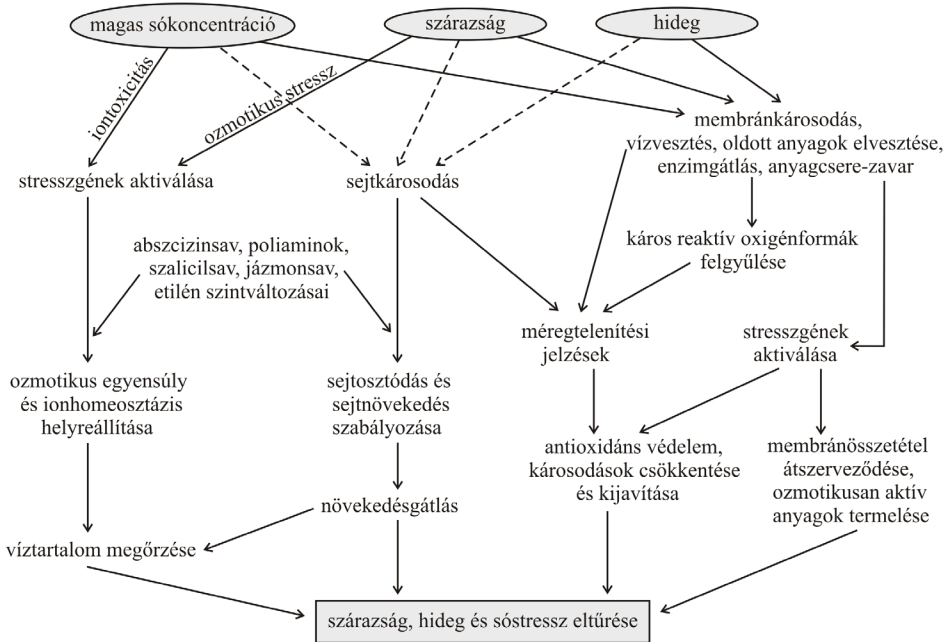 magas sókoncentráció
szárazság
hideg
iontoxicitás
ozmotikus stressz
membránkárosodás,
vízvesztés, oldott anyagok elvesztése,
enzimgátlás, anyagcsere-zavar
stresszgének aktiválása
sejtkárosodás
abszcizinsav, poliaminok,
szalicilsav, jázmonsav,
etilén szintváltozásai
káros reaktív oxigénformák
felgyűlése
méregtelenítési
jelzések
stresszgének
aktiválása
ozmotikus egyensúly
és ionhomeosztázis
helyreállítása
sejtosztódás és
sejtnövekedés
szabályozása
antioxidáns védelem,
károsodások csökkentése
és kijavítása
membránösszetétel
átszerveződése,
ozmotikusan aktív
anyagok termelése
növekedésgátlás
víztartalom megőrzése
szárazság, hideg és sóstressz eltűrése